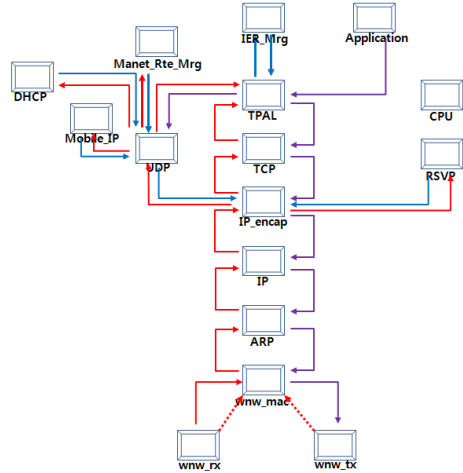 IER_Mrg
Application
Manet_Rte_Mrg
DHCP
TPAL
CPU
Mobile_IP
UDP
TCP
RSVP
IP_encap
IP
ARP
wnw_mac
wnw_rx
wnw_tx